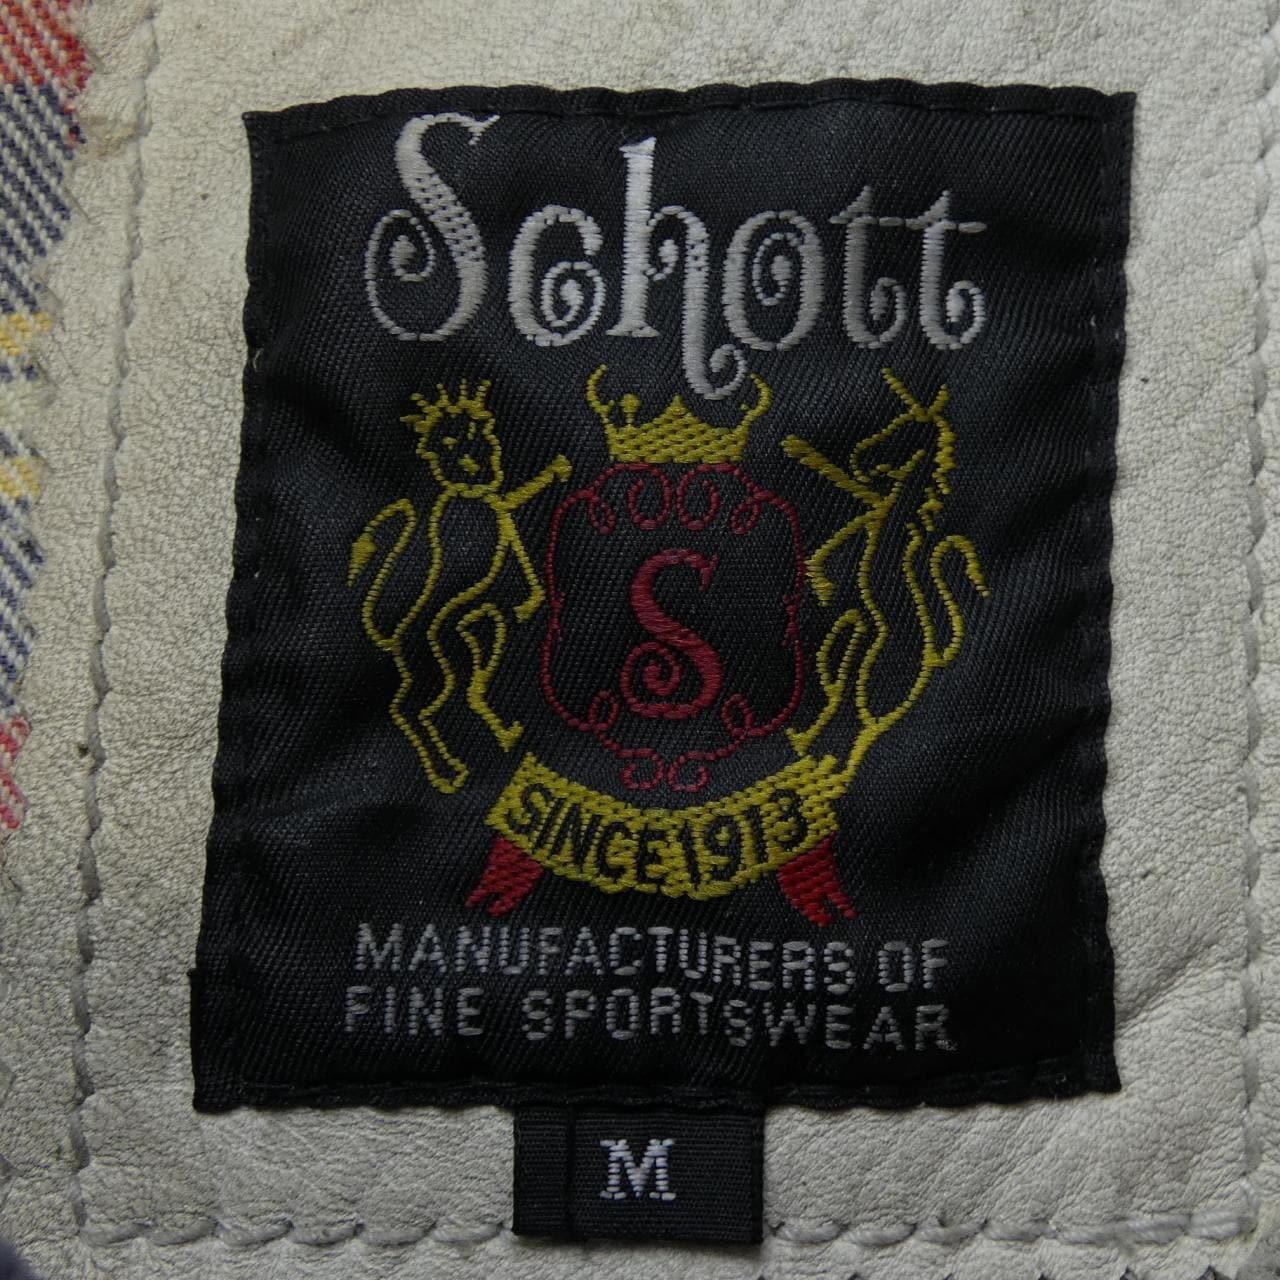 Schott
S
SINCE 1913
MANUFACTURERS OF
FINE SPORTSWEAR
M